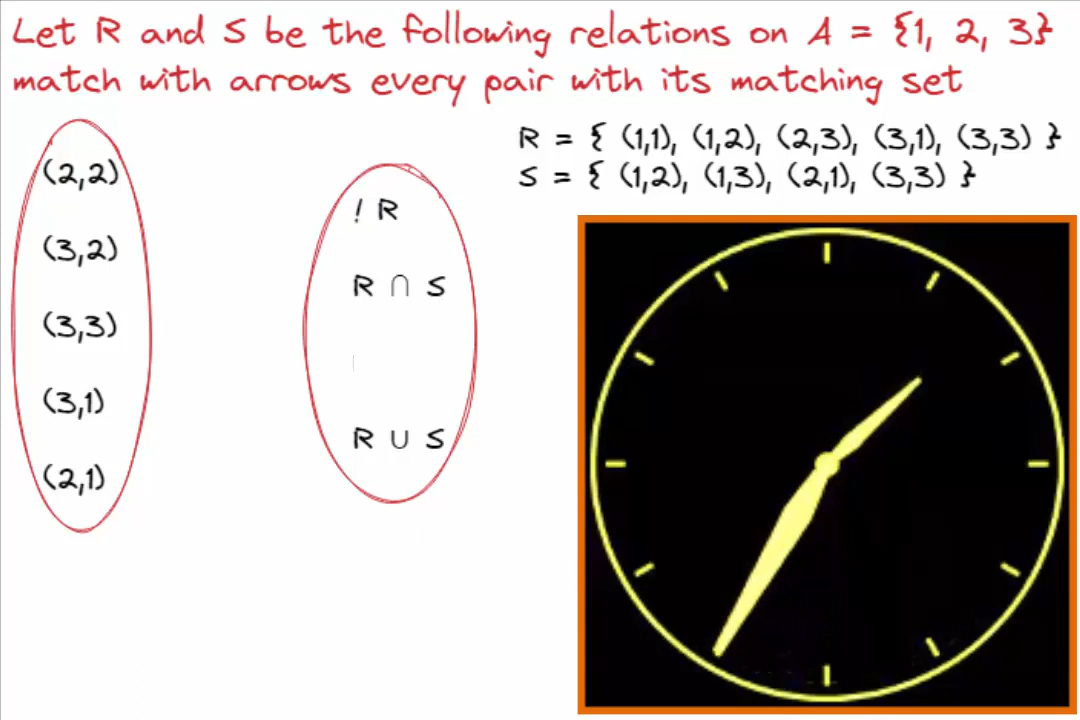 Let R and S be the following relations on A = {1, 2, 3}
match with arrows every pair with its matching set
R = { (1,1), (1,2), (2,3), (3,1), (3,3) }
S = { (1,2), (1,3), (2,1), (3,3) }
(2,2)
(3,2)
(3,3)
(3,1)
(2,1)
! R
R ∩ S
R ∪ S